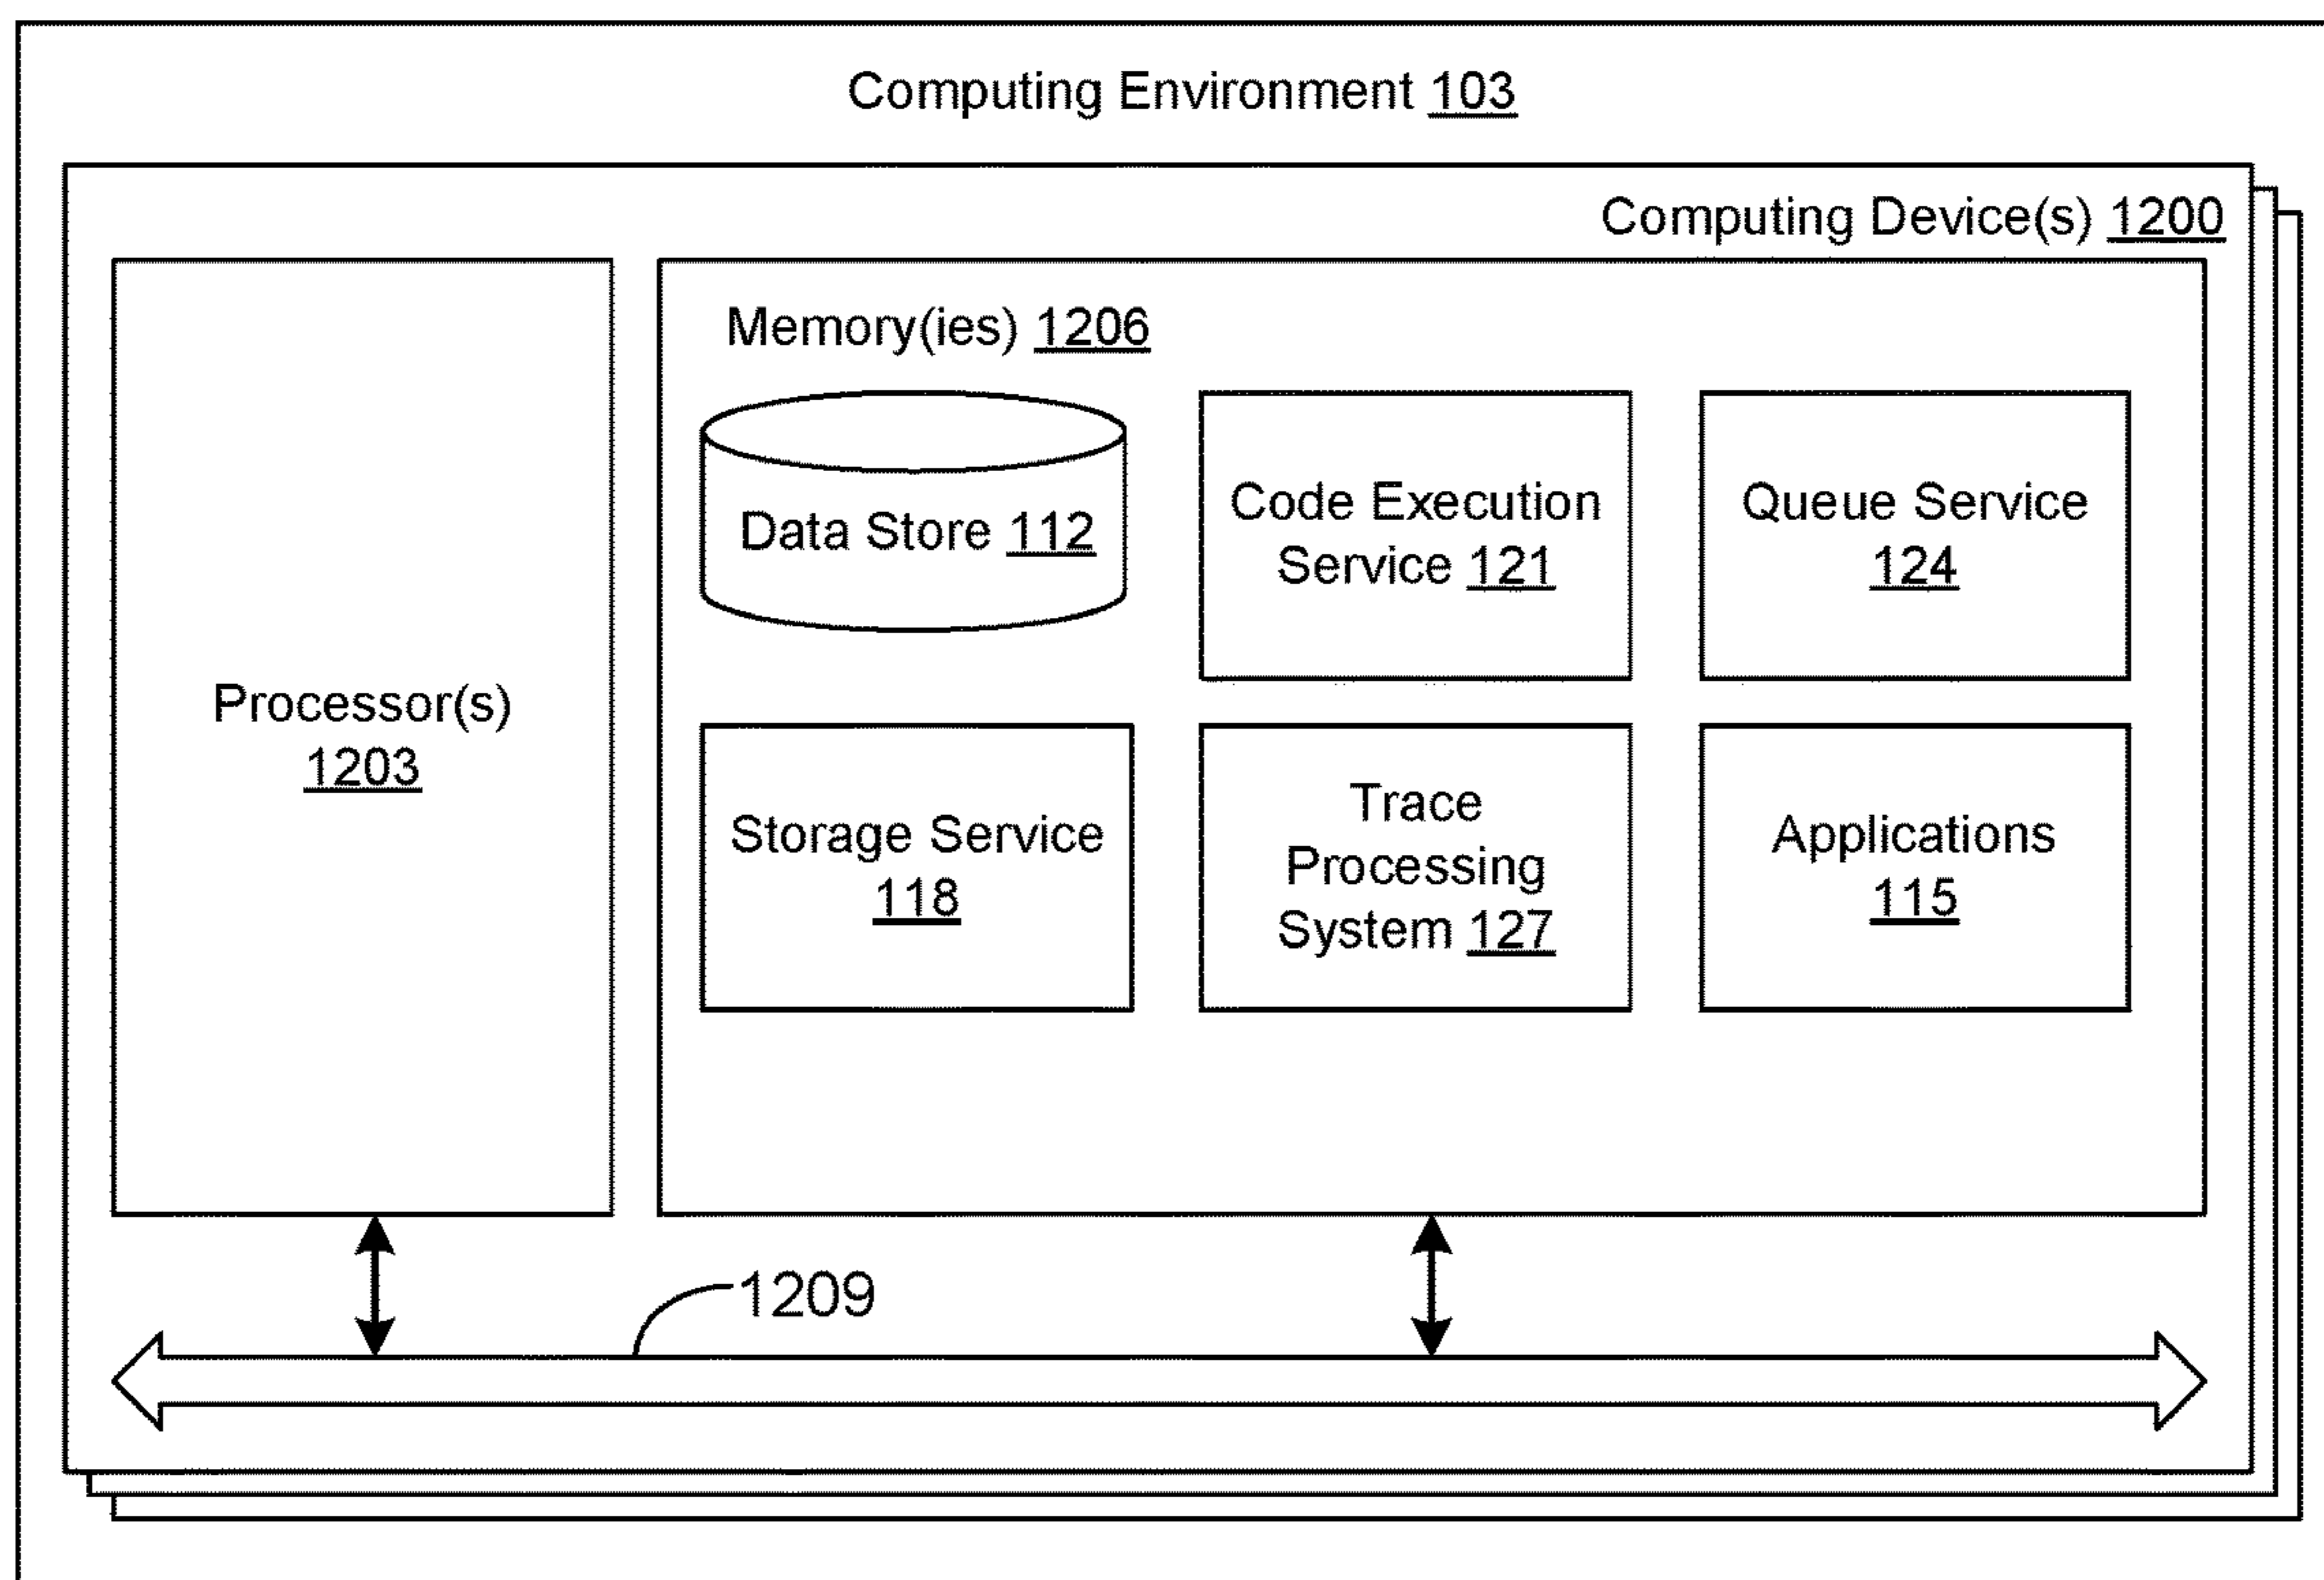 Computing Environment 103
Computing Device(s) 1200
Memory(ies) 1206
Data Store 112
Code Execution
Service 121
Queue Service
124
Processor(s)
1203
Storage Service
118
Trace
Processing
System 127
Applications
115
1209